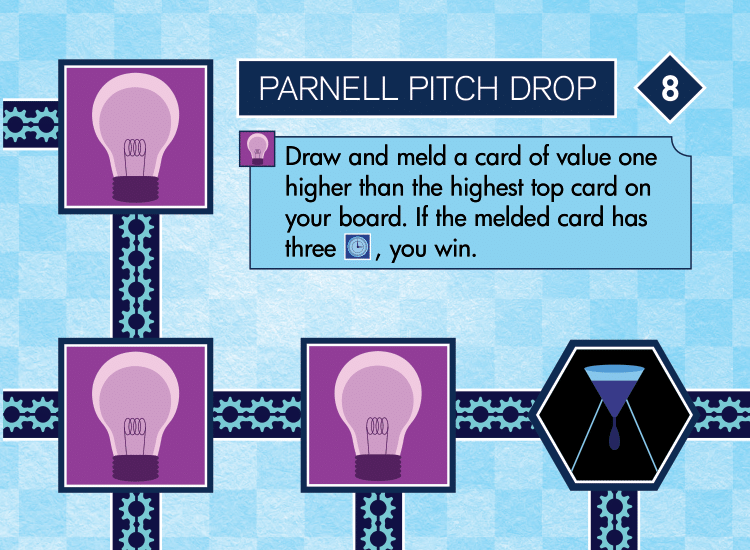 PARNELL PITCH DROP
8
Draw and meld a card of value one
higher than the highest top card on
your board. If the melded card has
three , you win.